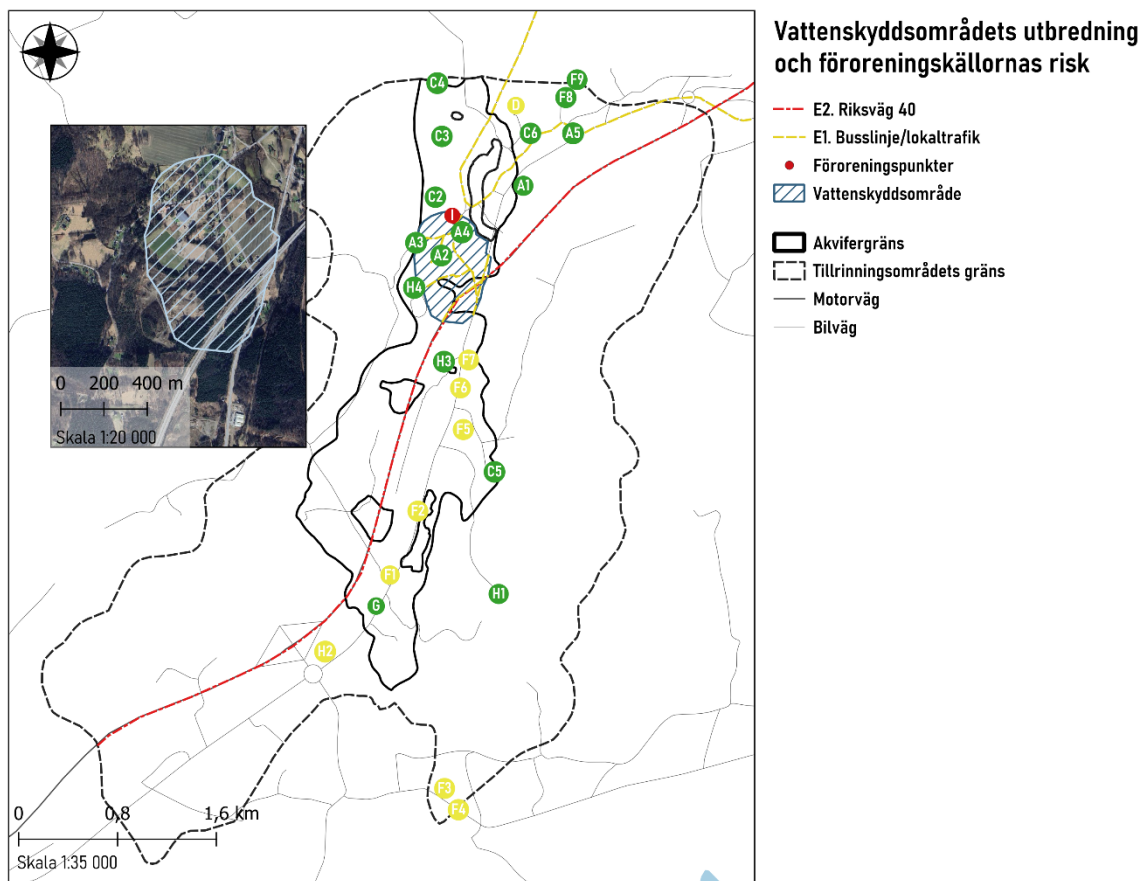 Vattenskyddsområdets utbredning
och föroreningskällornas risk
E2. Riksväg 40
E1. Busslinje/lokaltrafik
Föroreningspunkter
Vattenskyddsområde
Akvifergräns
Tillrinningsområdets gräns
Motorväg
Bilväg
C4
F9
F8
D
C3
C6
A5
A1
C2
I
A4
A3
A2
H4
H3
F7
F6
F5
C5
F2
F1
H1
G
H2
F3
F4
0 200 400 m
Skala 1:20 000
0 0,8 1,6 km
Skala 1:35 000